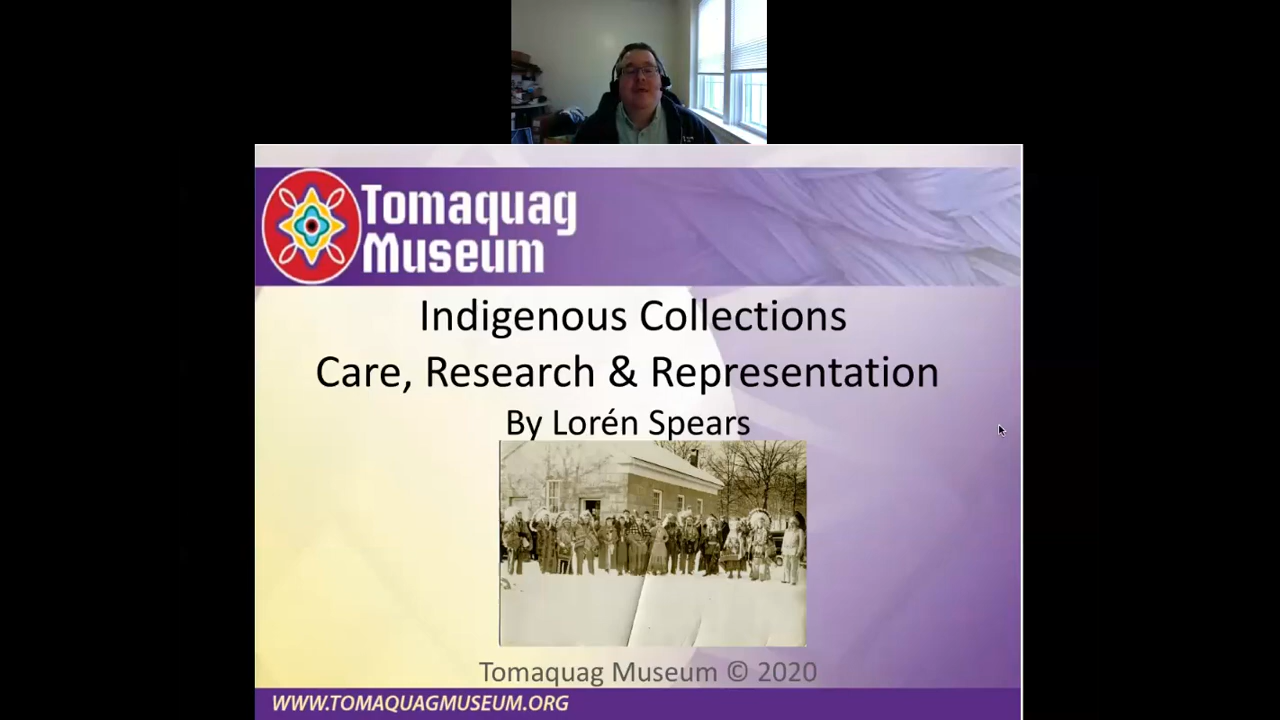 Tomaquag
Museum
Indigenous Collections
Care, Research & Representation
By Lorén Spears
Tomaquag Museum © 2020
WWW.TOMAQUAGMUSEUM.ORG